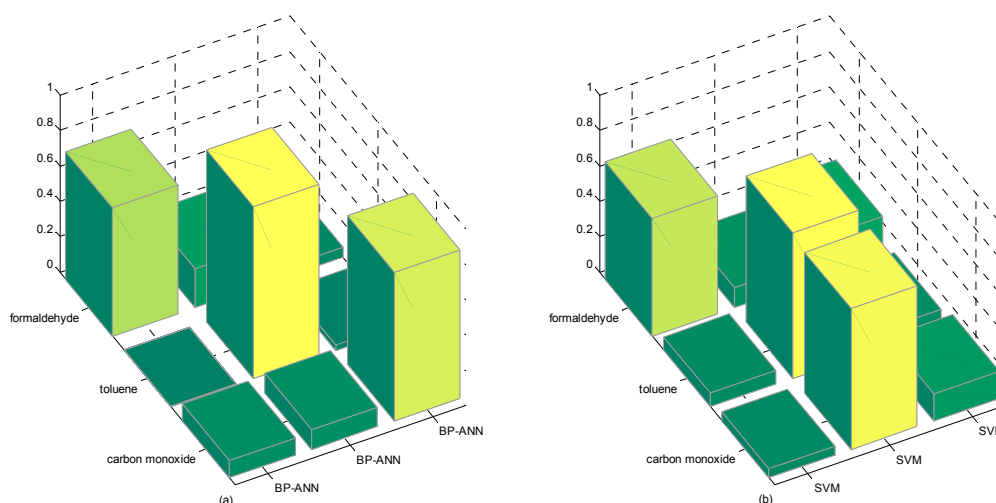 1
0.8
0.6
0.4
0.2
0
formaldehyde
toluene
carbon monoxide
BP-ANN
BP-ANN
BP-ANN
(a)
1
0.8
0.6
0.4
0.2
0
formaldehyde
toluene
carbon monoxide
SVM
SVM
(b)